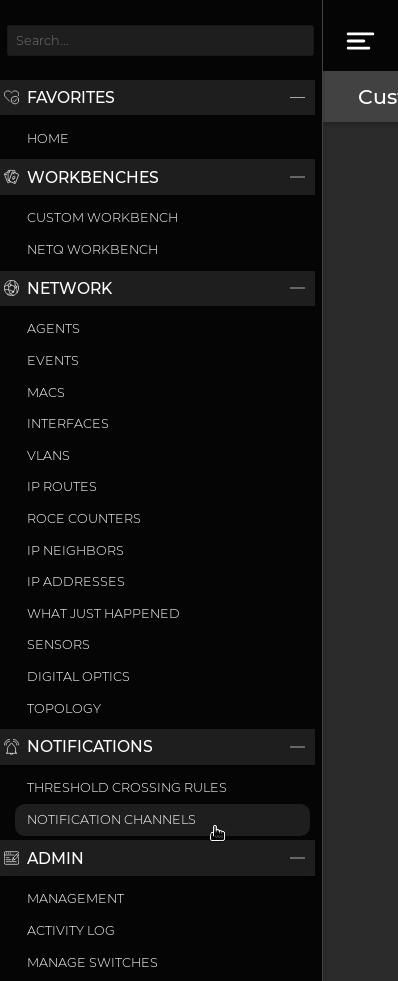 Search...
FAVORITES
HOME
WORKBENCHES
CUSTOM WORKBENCH
NETQ WORKBENCH
NETWORK
AGENTS
EVENTS
MACS
INTERFACES
VLANS
IP ROUTES
ROCE COUNTERS
IP NEIGHBORS
IP ADDRESSES
WHAT JUST HAPPENED
SENSORS
DIGITAL OPTICS
TOPOLOGY
NOTIFICATIONS
THRESHOLD CROSSING RULES
NOTIFICATION CHANNELS
ADMIN
MANAGEMENT
ACTIVITY LOG
MANAGE SWITCHES
Cus